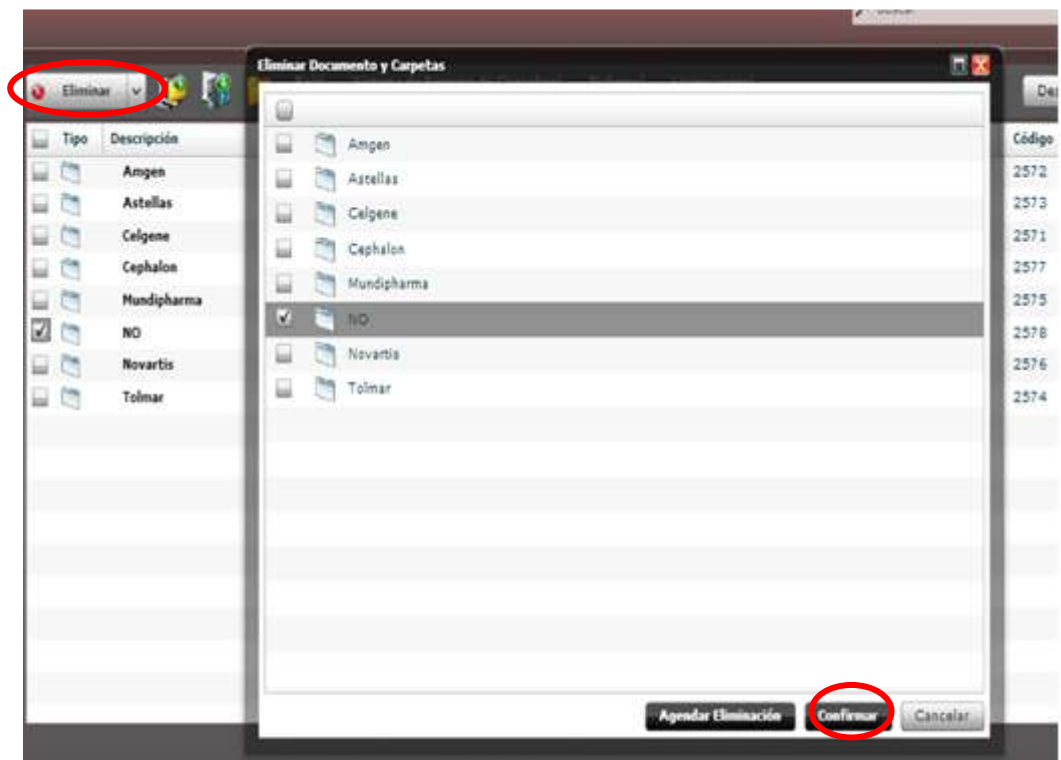 Eliminar
Tipo Descripción
Amgen
Astellas
Celgene
Cephalon
Mundipharma
NO
Novartis
Tolmar
Eliminar Documento y Carpetas
Amgen
Astellas
Celgene
Cephalon
Mundipharma
NO
Novartis
Tolmar
Agendar Eliminación Confirmar Cancelar
Código
2572
2573
2571
2577
2575
2578
2576
2574